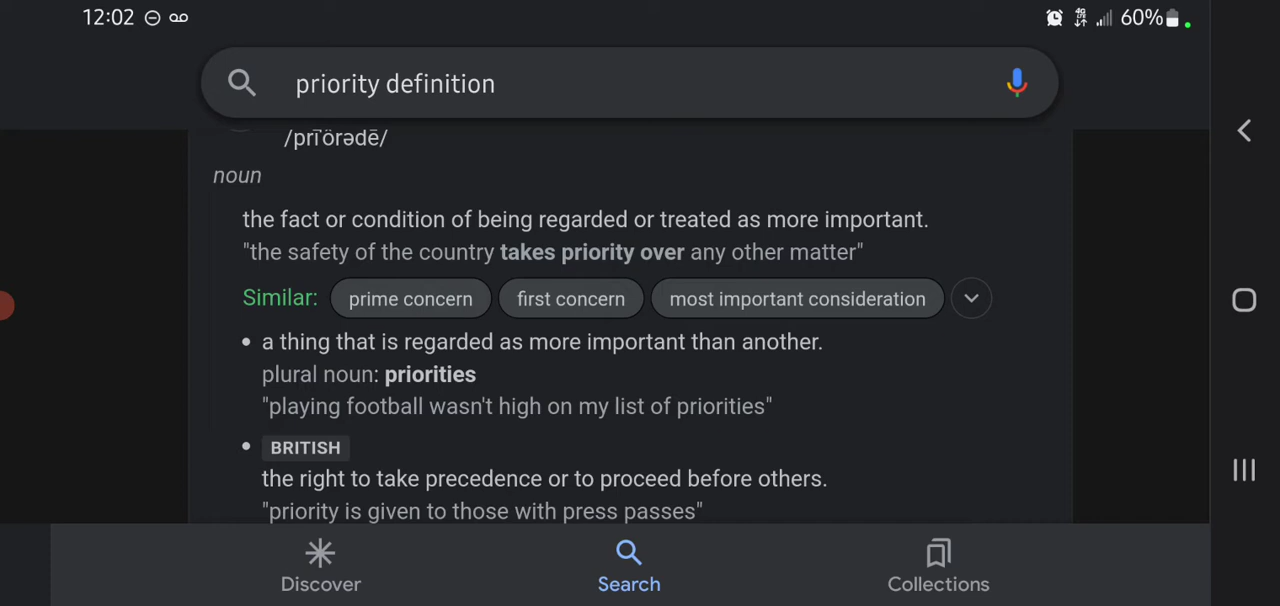 12:02
4G
60%
priority definition
/prīˈôrədē/
noun
the fact or condition of being regarded or treated as more important.
"the safety of the country takes priority over any other matter"
Similar: prime concern first concern most important consideration
• a thing that is regarded as more important than another.
plural noun: priorities
"playing football wasn't high on my list of priorities"
• BRITISH
the right to take precedence or to proceed before others.
"priority is given to those with press passes"
Discover Search Collections